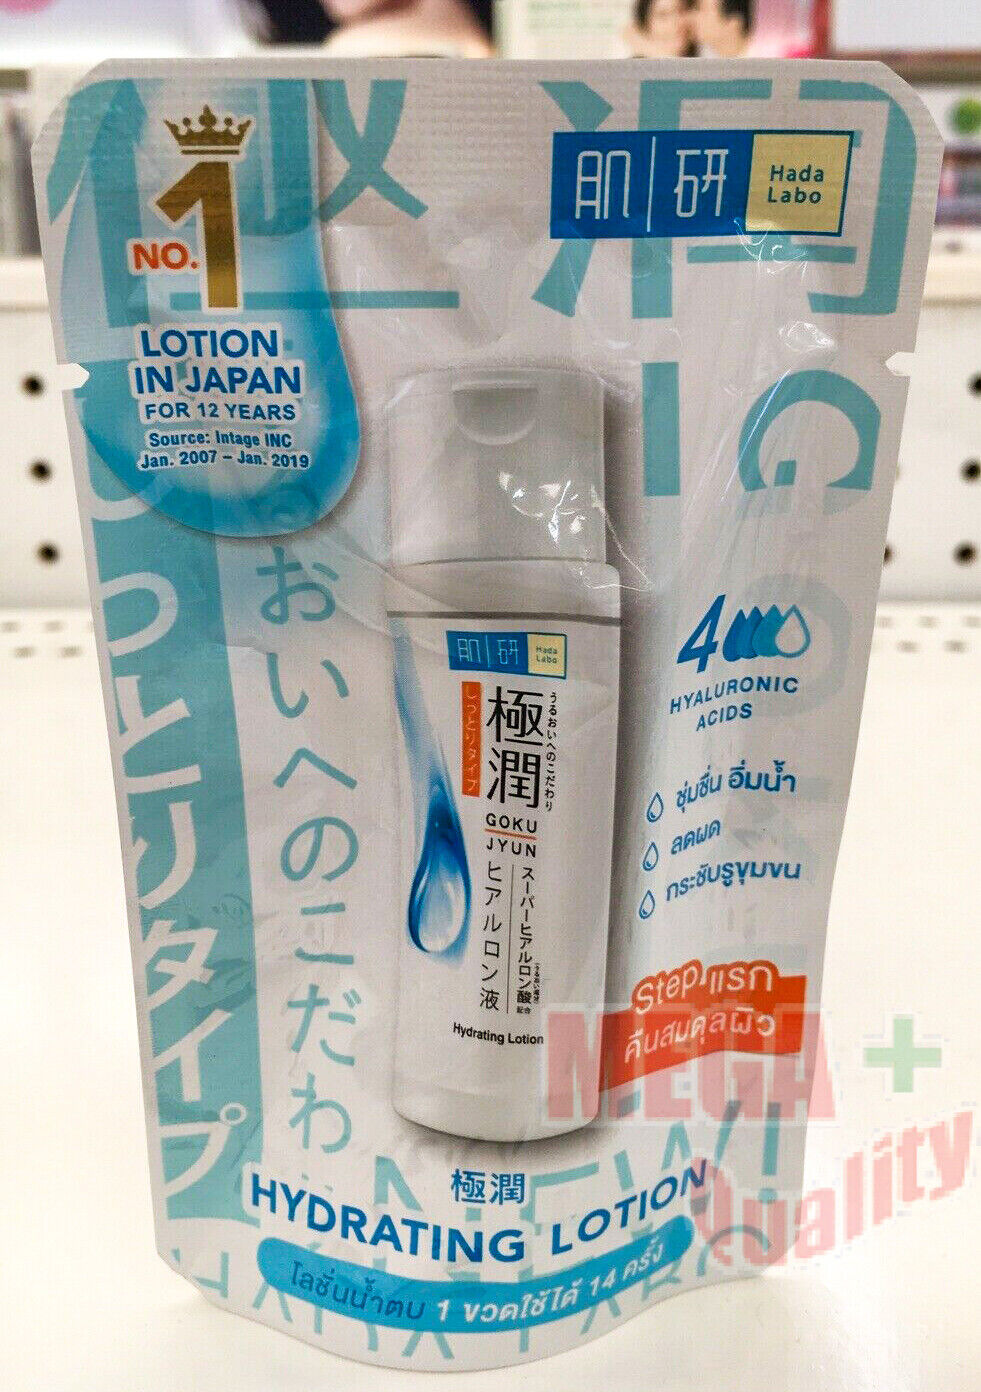 極潤
肌研
Hada
Labo
NO.1
LOTION
IN JAPAN
FOR 12 YEARS
Source: Intage INC
Jan. 2007 – Jan. 2019
しっとりタイプ
うるおいへのこだわり
肌研
Hada
Labo
しっとりタイプ
極潤
うるおいへのこだわり
GOKU
JYUN
ヒアルロン液
スーパーヒアルロン酸
配合
Hydrating Lotion
4
HYALURONIC
ACIDS
ชุ่มชื่น อิ่มน้ำ
ลดฝด
กระชับรูขุมขน
Step แรก
คืนสมดุลผิว
極潤
HYDRATING LOTION
โลชั่นน้ำตบ 1 ขวดใช้ได้ 14 ครั้ง
MEGA +
Quality